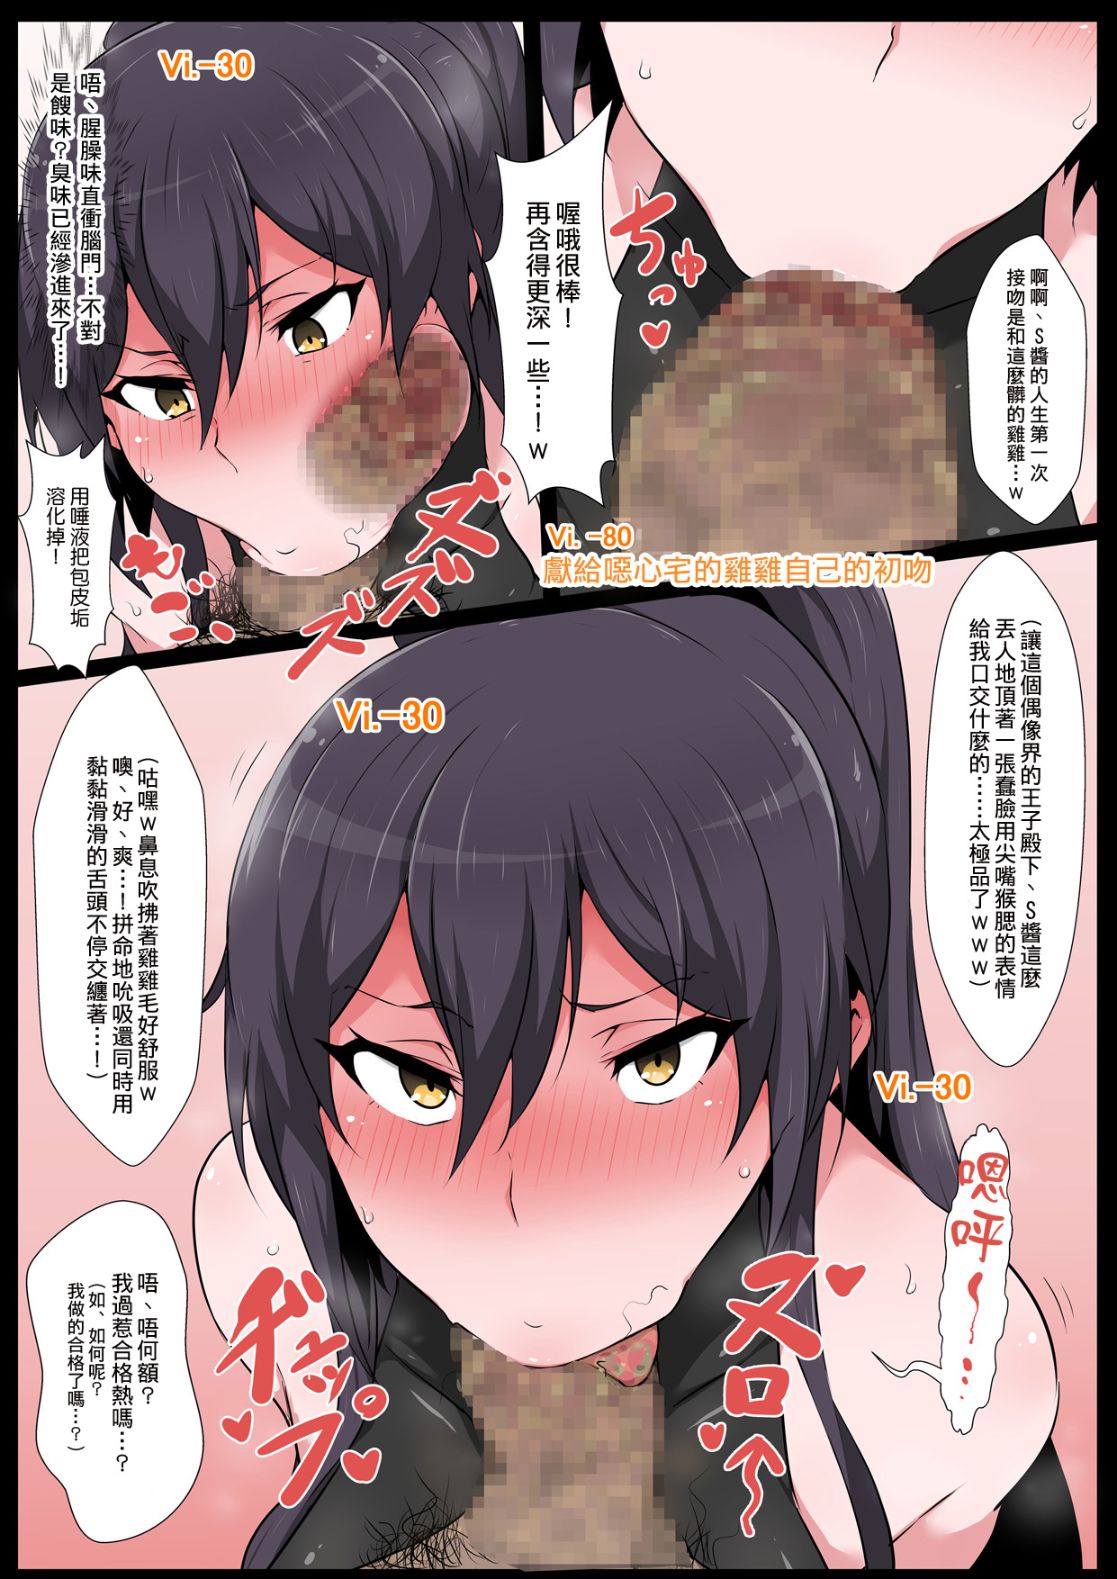 啊啊、S醬的人生第一次
接吻是和這麼髒的雞雞…w
ちゅっ♥
喔哦很棒！
再含得更深一些…！w
Vi. -80
獻給噁心宅的雞雞自己的初吻
Vi.-30
唔、腥臊味直衝腦門…不對
是餿味？臭味已經滲進來了…！
用唾液把包皮垢
溶化掉！
ズズズ
もごご
(讓這個偶像界的王子殿下、S醬這麼
丟人地頂著一張蠢臉用尖嘴猴腮的表情
給我口交什麼的……太極品了www)
Vi.-30
(咕嘿w鼻息吹拂著雞雞毛好舒服w
噢、好、爽…！拼命地吮吸還同時用
黏黏滑滑的舌頭不停交纏著…！)
Vi.-30
嗯呼～…
ヌロ～♥
唔、唔何額？
我過惹合格熱嗎…？
(如、如何呢？
我做的合格了嗎…？)